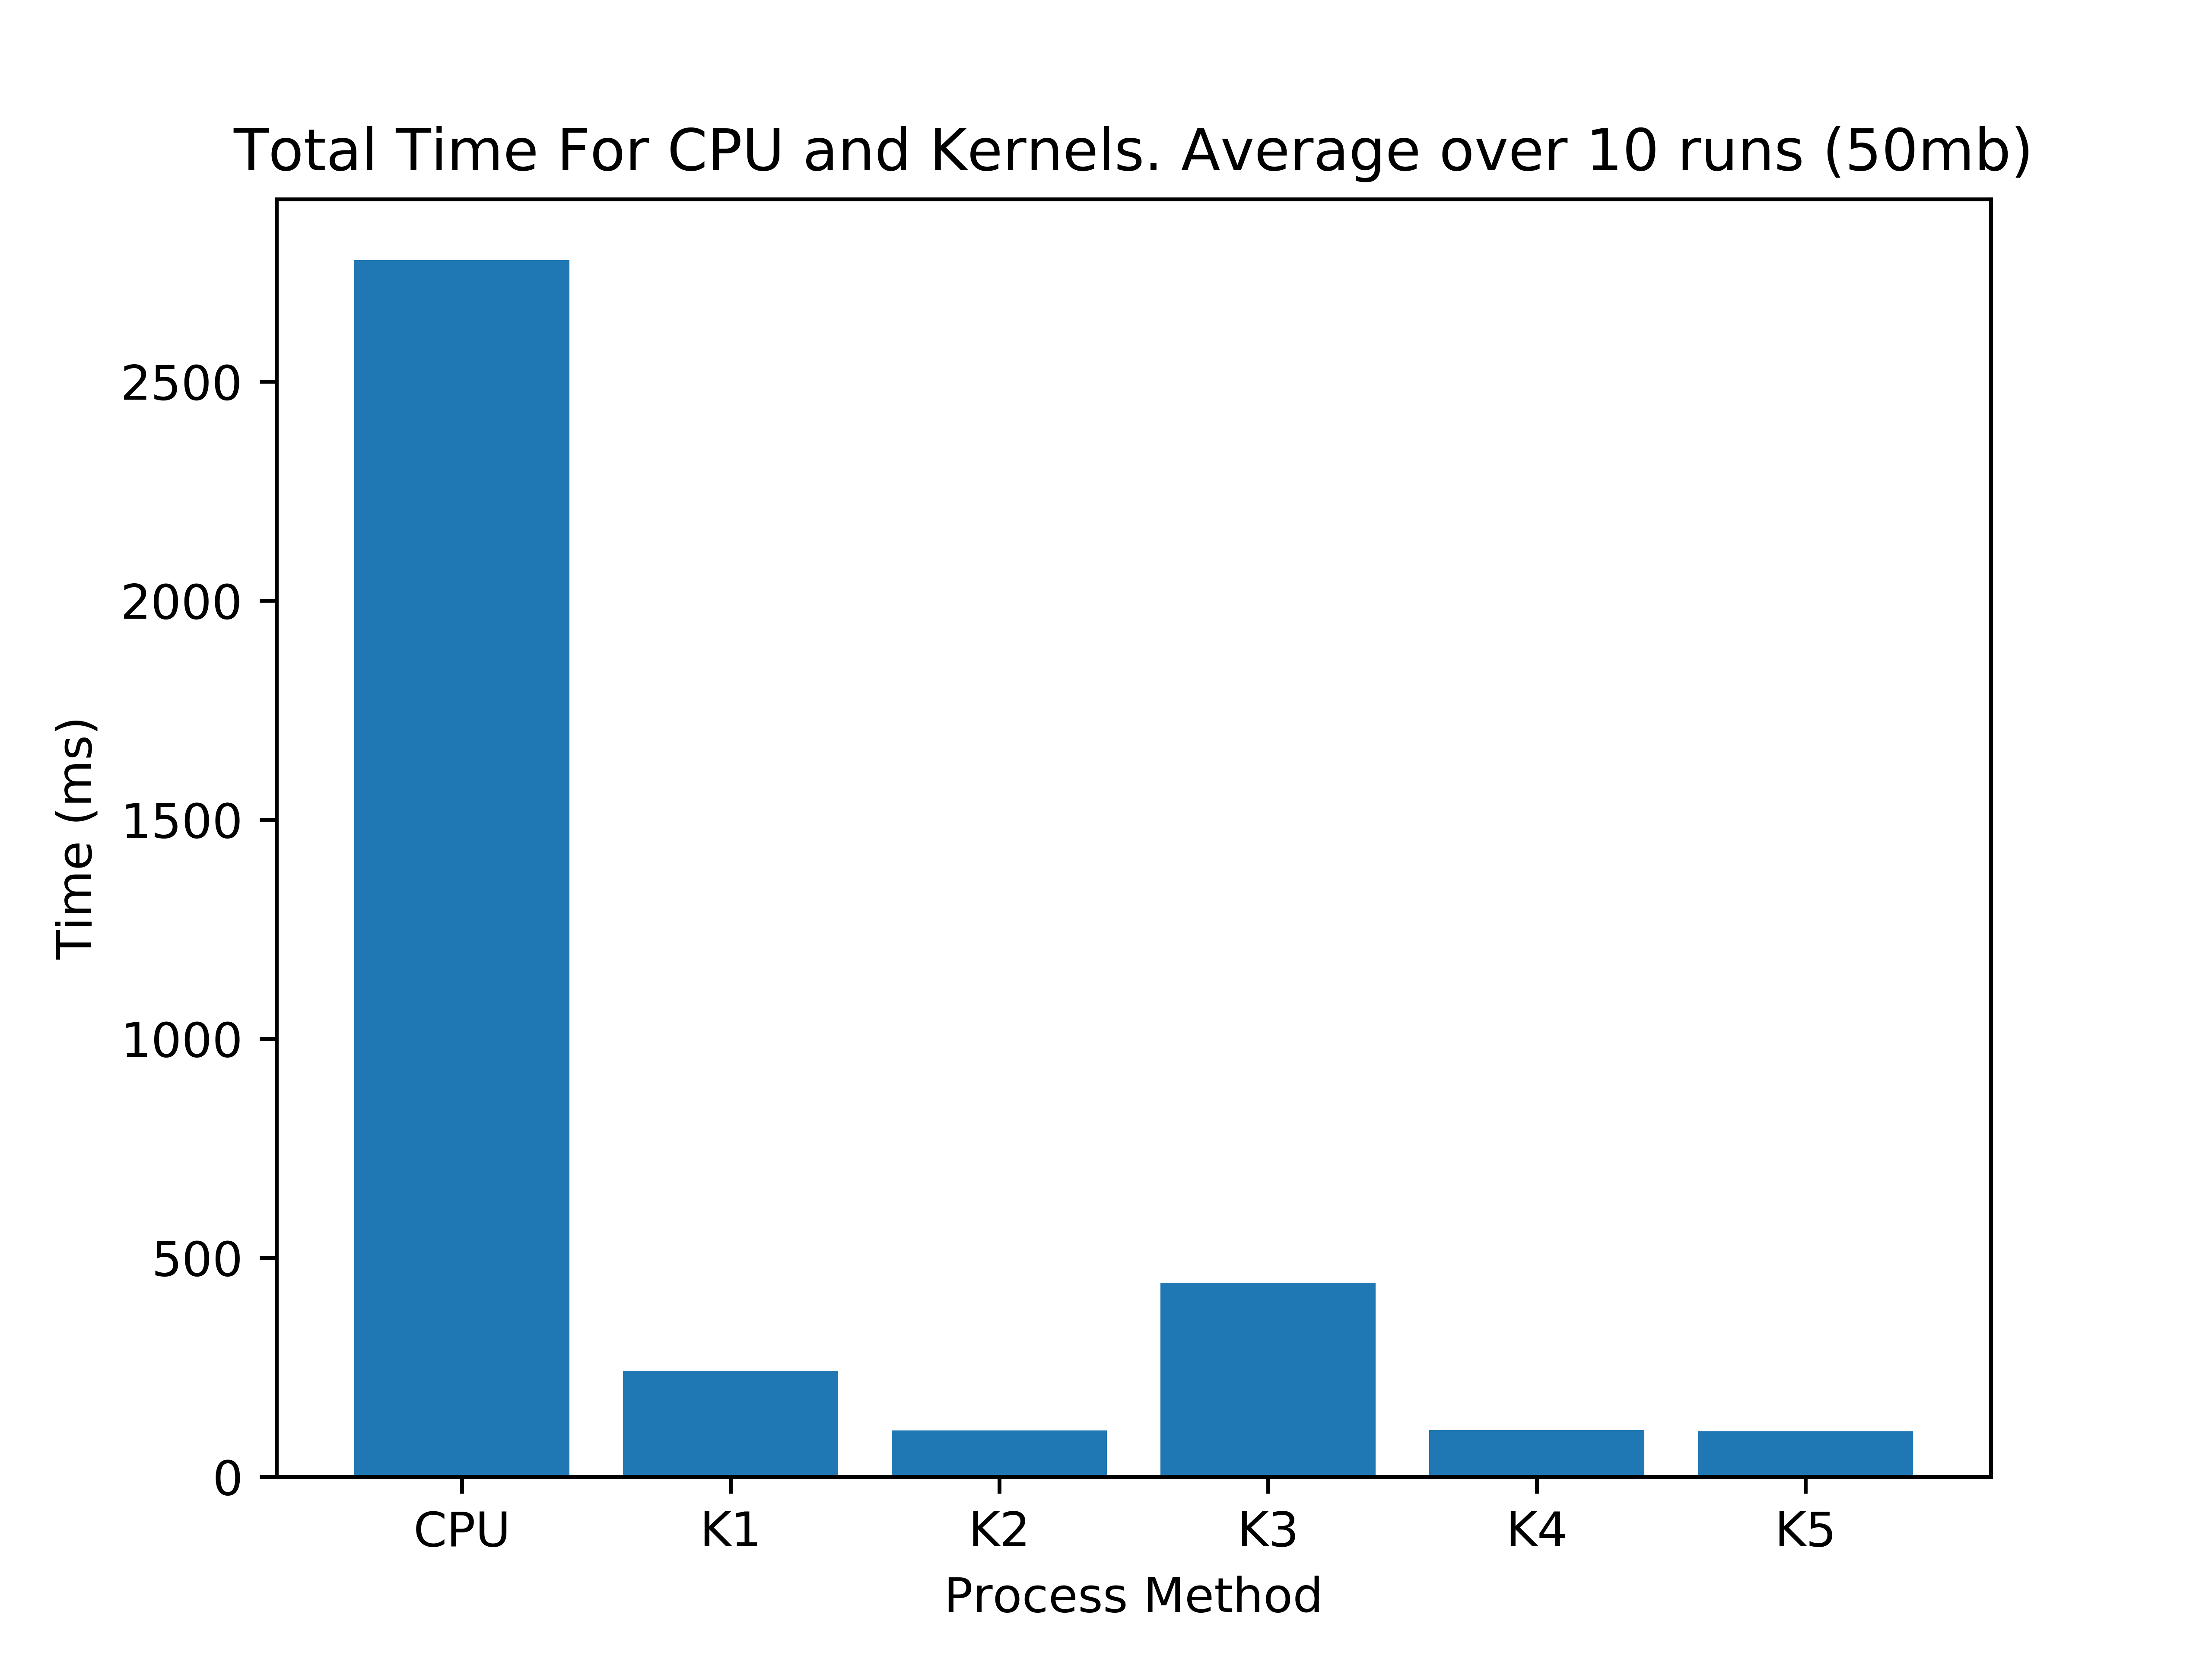 Total Time For CPU and Kernels. Average over 10 runs (50mb)
2500
2000
1500
1000
500
0
Time (ms)
CPU K1 K2 K3 K4 K5
Process Method